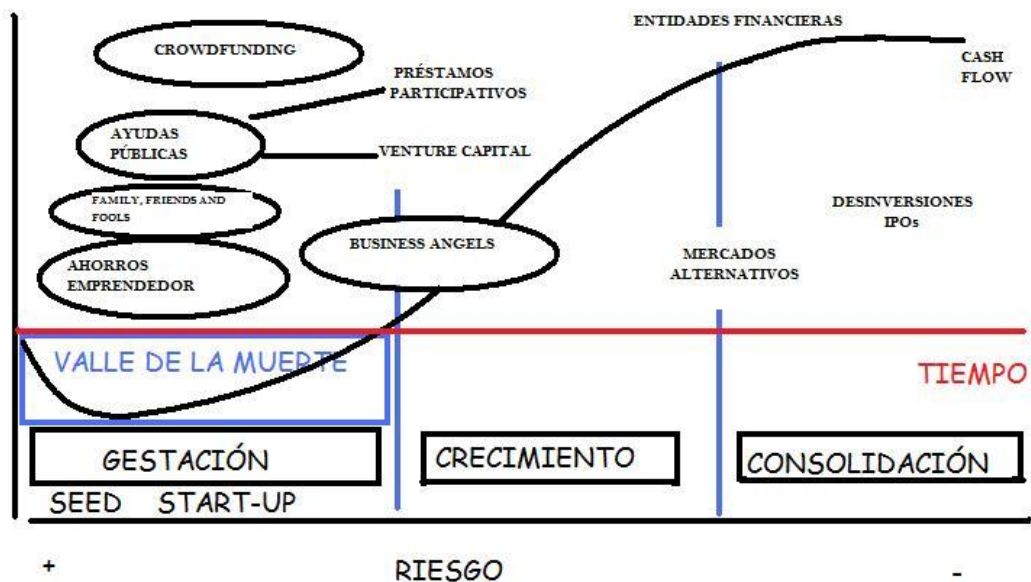 ENTIDADES FINANCIERAS
CROWDFUNDING
CASH
FLOW
PRÉSTAMOS
PARTICIPATIVOS
AYUDAS
PÚBLICAS
VENTURE CAPITAL
FAMILY, FRIENDS AND
FOOLS
DESINVERSIONES
IPOs
BUSINESS ANGELS
MERCADOS
ALTERNATIVOS
AHORROS
EMPRENDEDOR
VALLE DE LA MUERTE
TIEMPO
GESTACIÓN
CRECIMIENTO
CONSOLIDACIÓN
SEED START-UP
+ RIESGO -